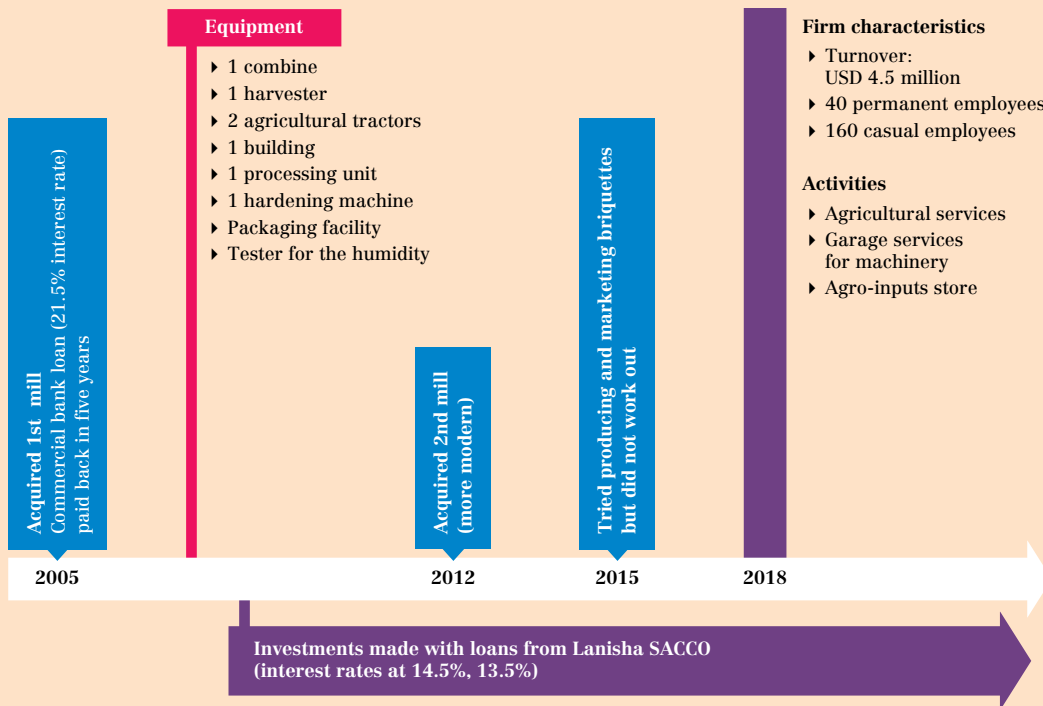 Equipment
‣ 1 combine
‣ 1 harvester
‣ 2 agricultural tractors
‣ 1 building
‣ 1 processing unit
‣ 1 hardening machine
‣ Packaging facility
‣ Tester for the humidity
Firm characteristics
‣ Turnover:
USD 4.5 million
‣ 40 permanent employees
‣ 160 casual employees
Activities
‣ Agricultural services
‣ Garage services
for machinery
‣ Agro-inputs store
Acquired 1st mill
Commercial bank loan (21.5% interest rate)
paid back in five years
Acquired 2nd mill
(more modern)
Tried producing and marketing briquettes
but did not work out
2005
2012
2015
2018
Investments made with loans from Lanisha SACCO
(interest rates at 14.5%, 13.5%)